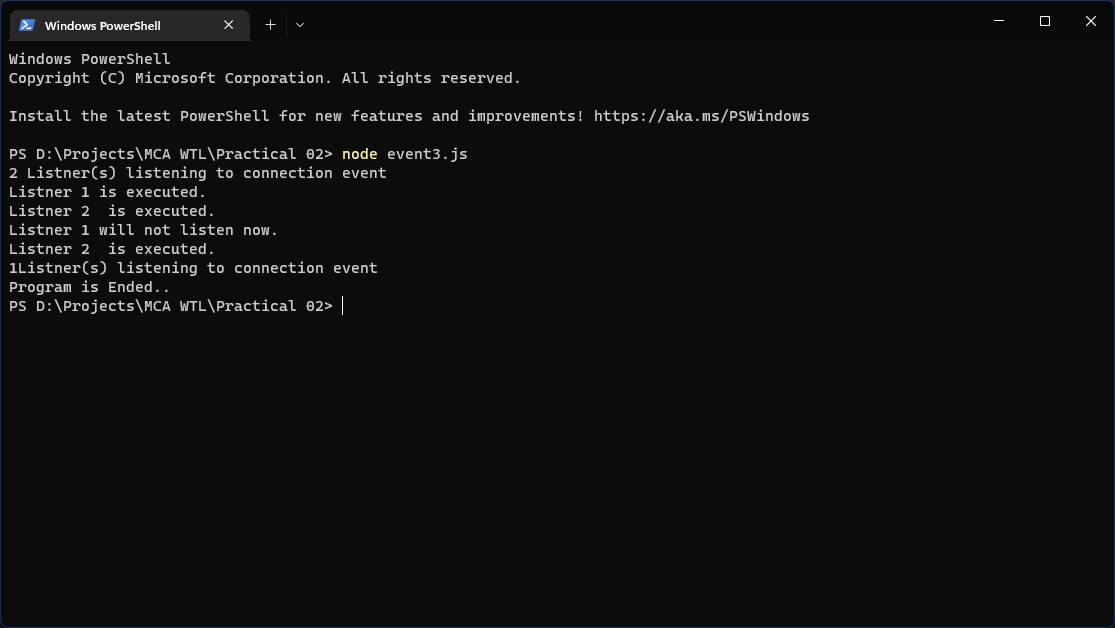 Windows PowerShell
Windows PowerShell
Copyright (C) Microsoft Corporation. All rights reserved.
Install the latest PowerShell for new features and improvements! https://aka.ms/PSWindows
PS D:\Projects\MCA WTL\Practical 02> node event3.js
2 Listner(s) listening to connection event
Listner 1 is executed.
Listner 2  is executed.
Listner 1 will not listen now.
Listner 2  is executed.
1Listner(s) listening to connection event
Program is Ended..
PS D:\Projects\MCA WTL\Practical 02>